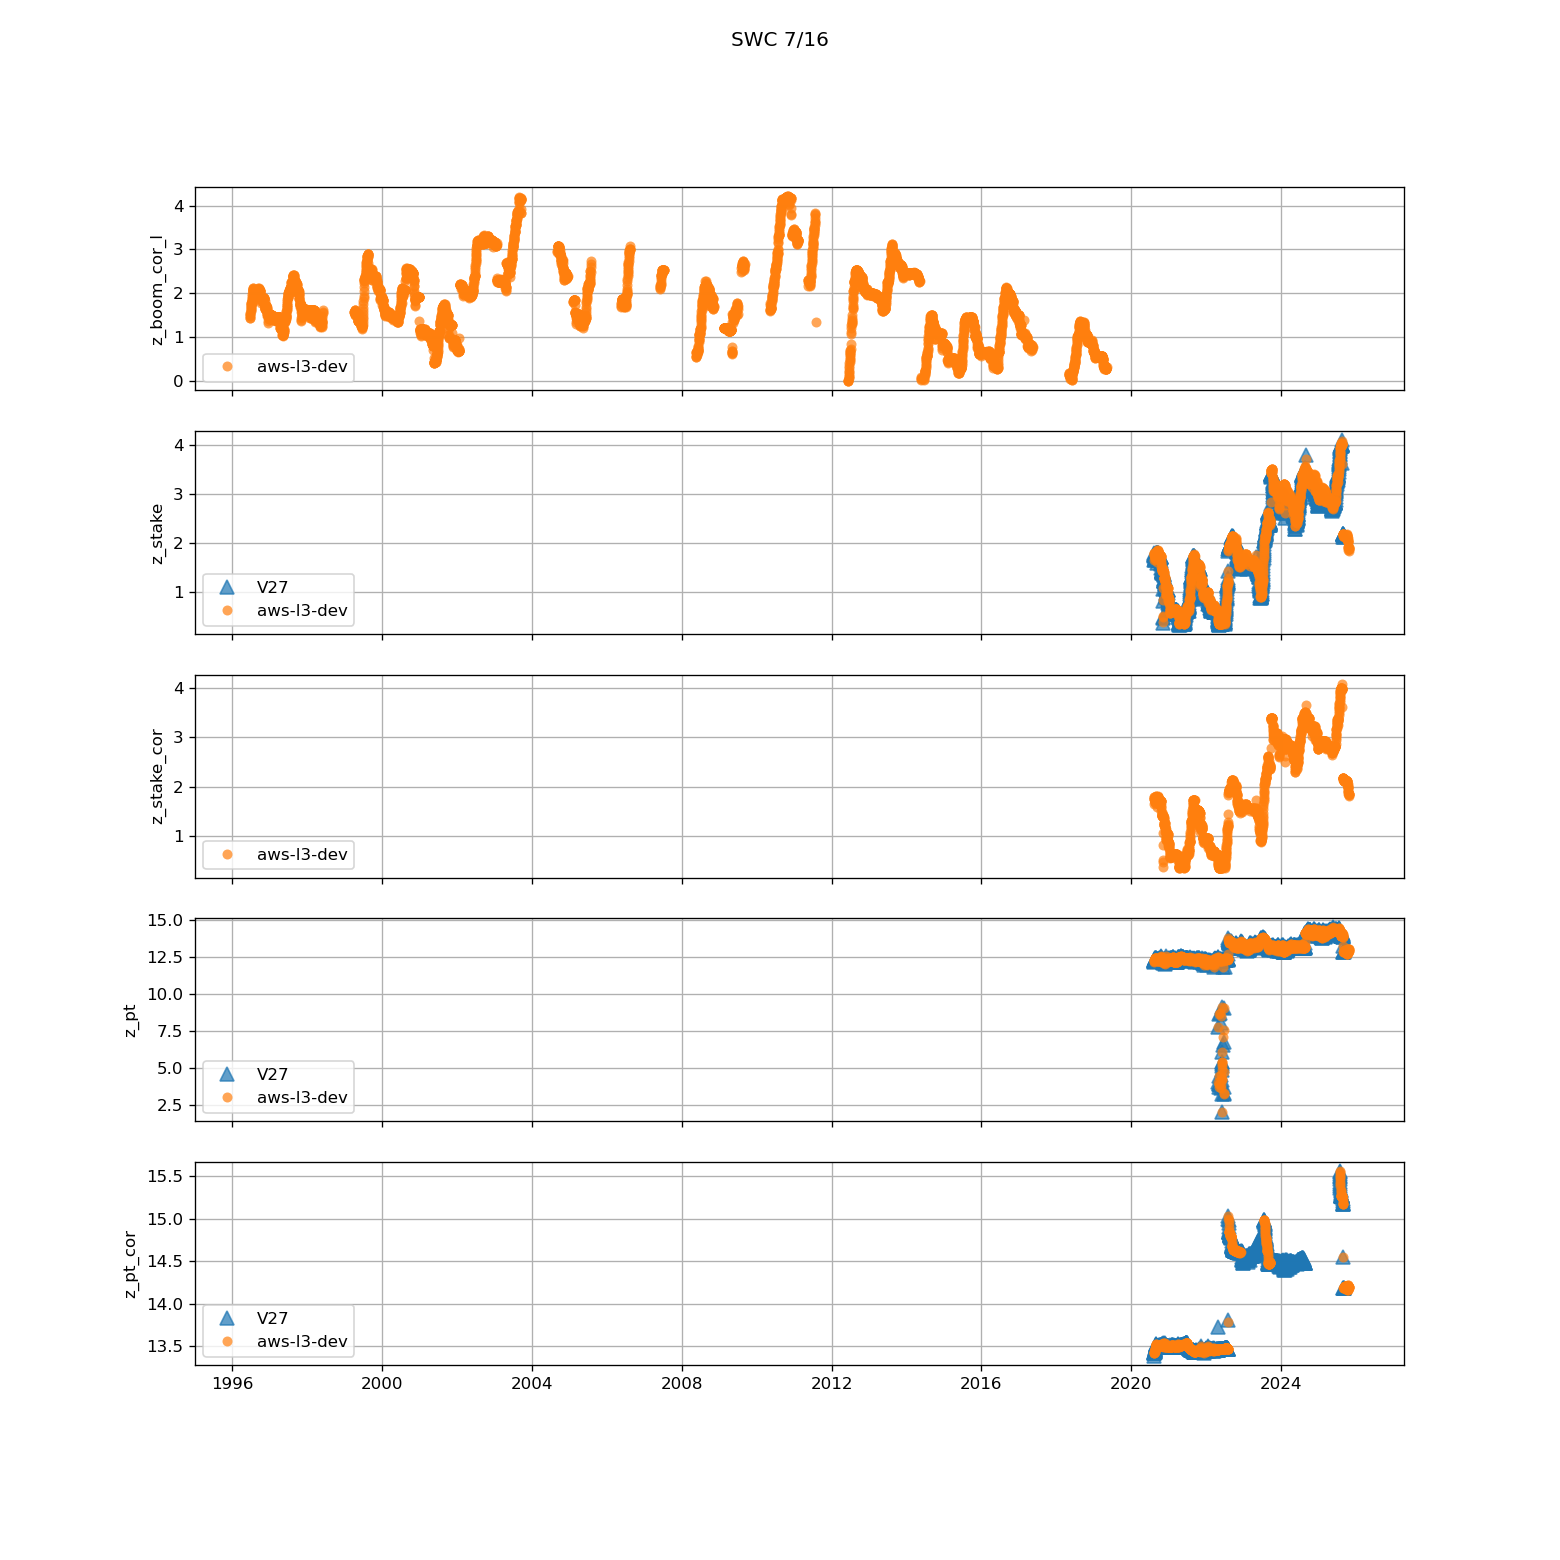 SWC 7/16
z_boom_cor_l
4
3
2
1
0
aws-l3-dev
z_stake
4
3
2
1
V27
aws-l3-dev
z_stake_cor
4
3
2
1
aws-l3-dev
z_pt
15.0
12.5
10.0
7.5
5.0
2.5
V27
aws-l3-dev
z_pt_cor
15.5
15.0
14.5
14.0
13.5
V27
aws-l3-dev
1996 2000 2004 2008 2012 2016 2020 2024